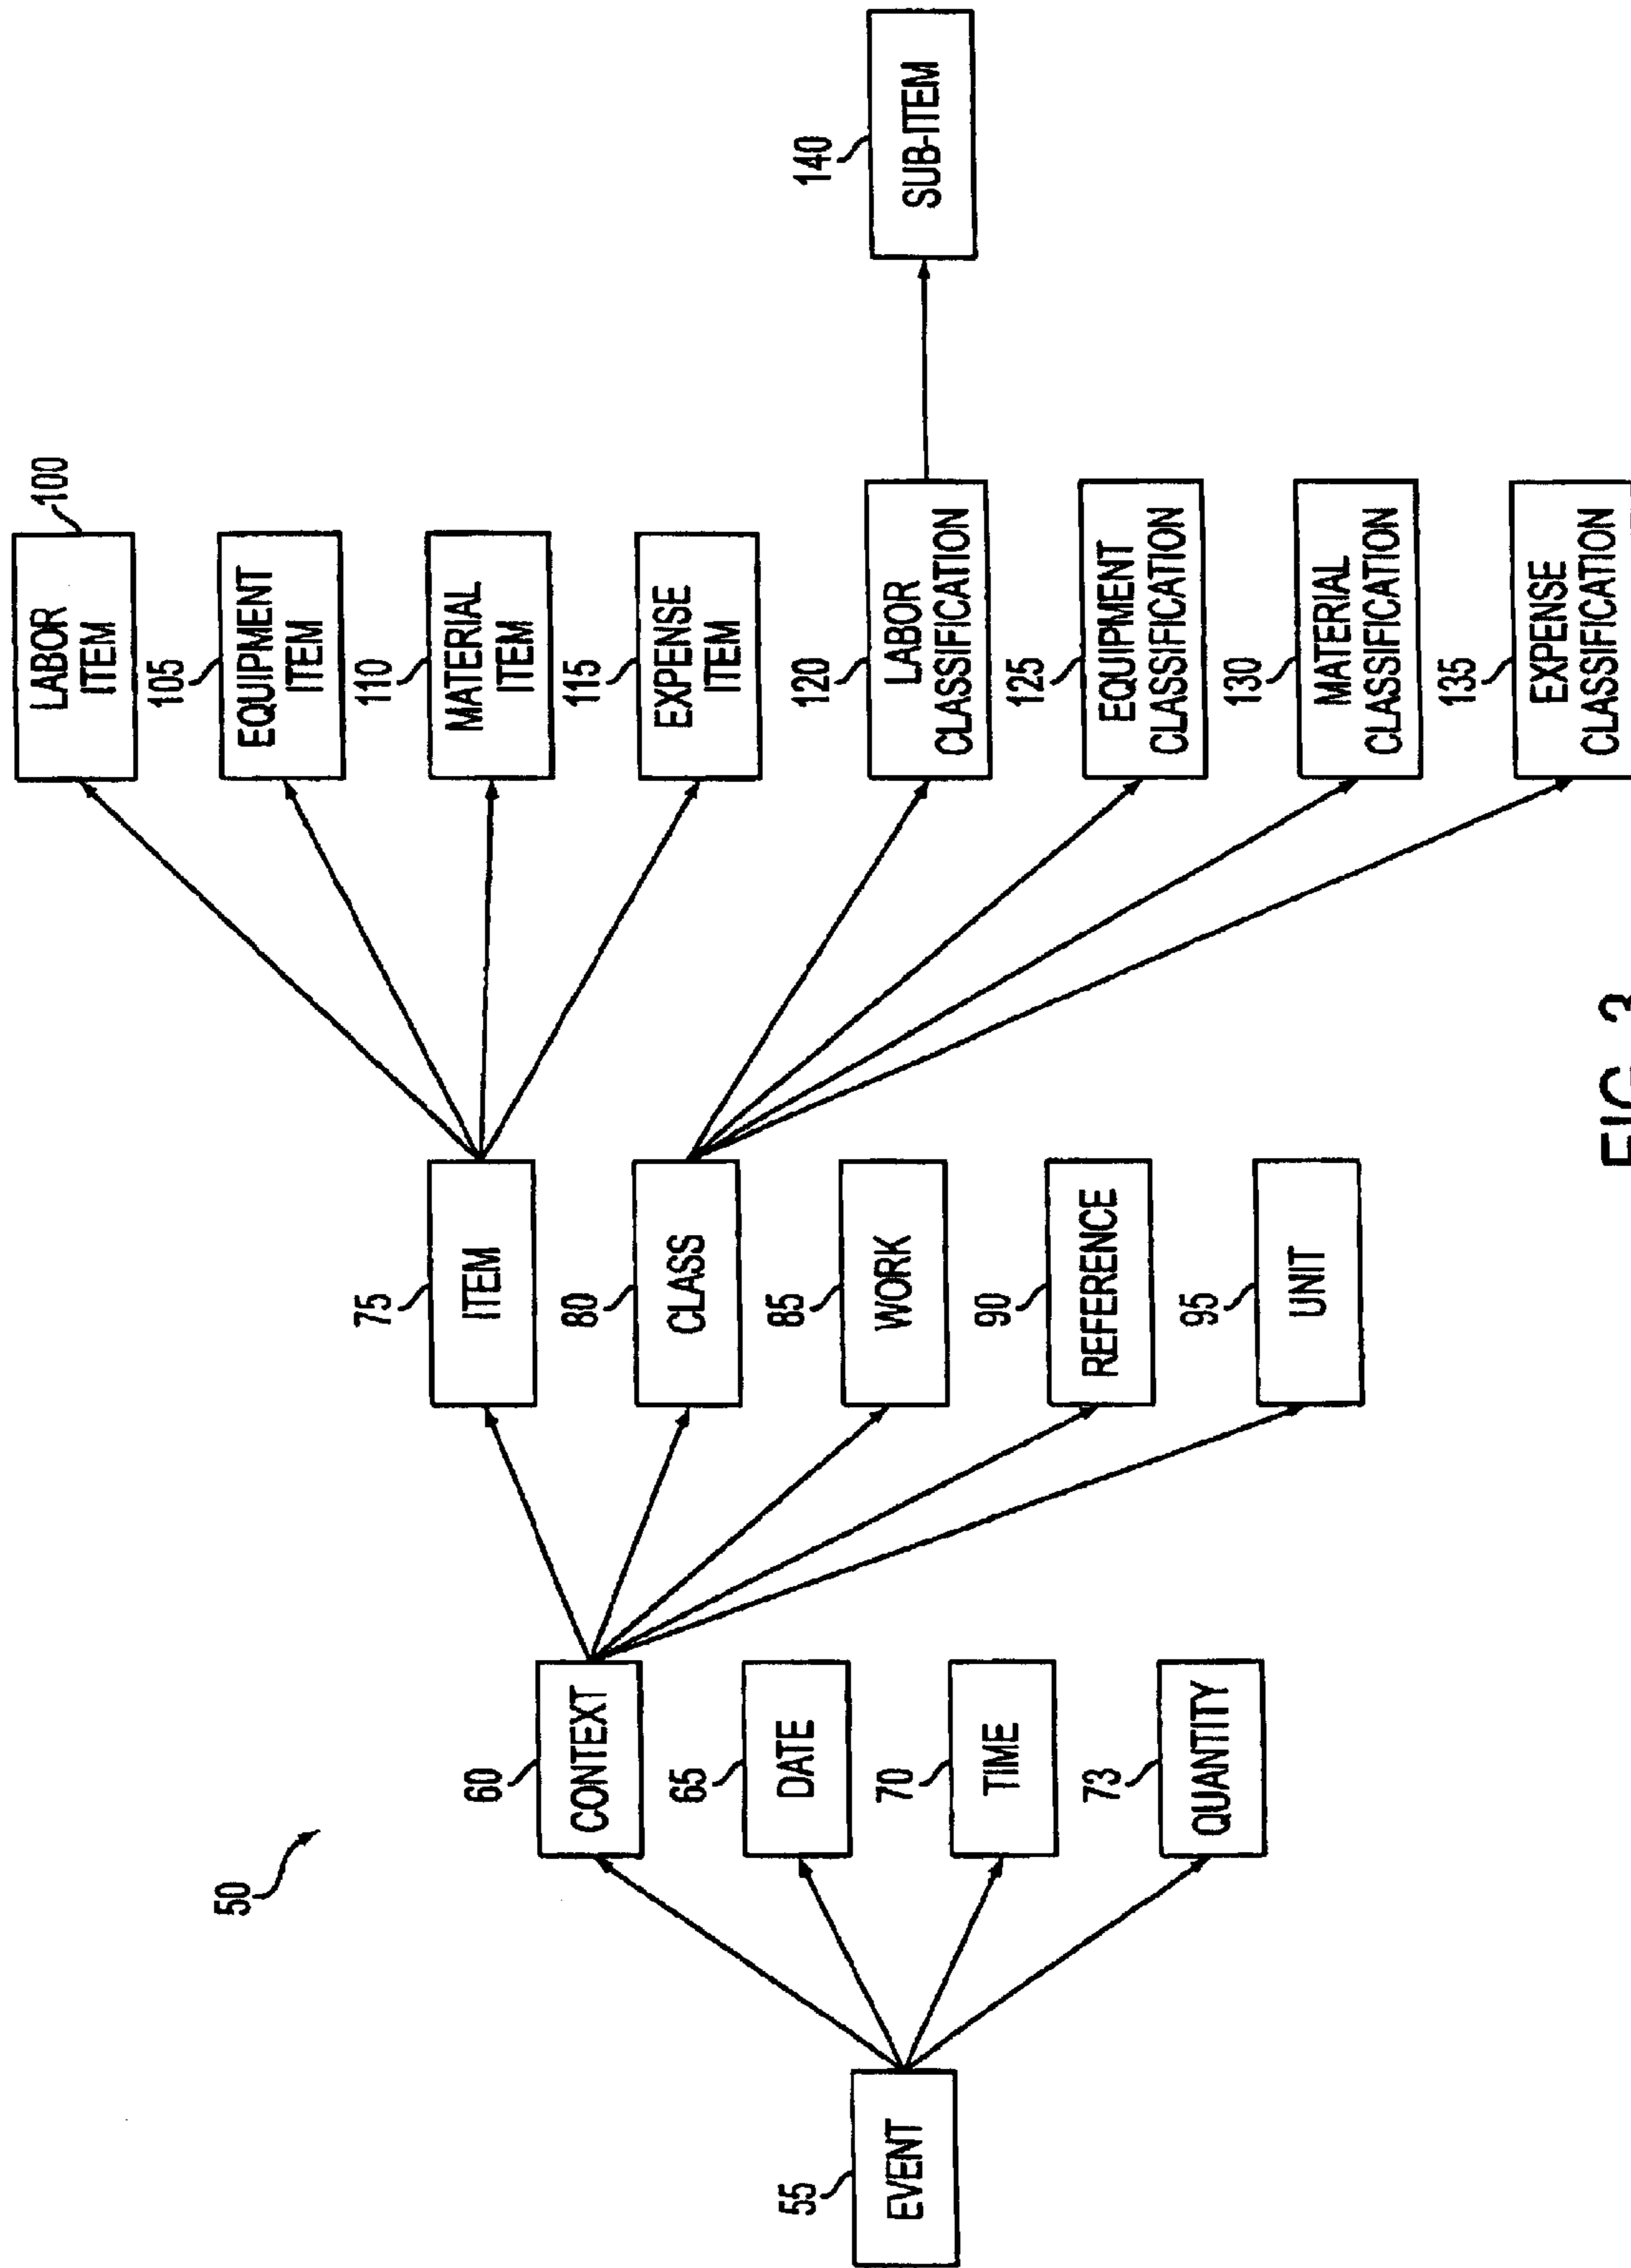 50
55
EVENT
60
CONTEXT
65
DATE
70
TIME
73
QUANTITY
75
ITEM
80
CLASS
85
WORK
90
REFERENCE
95
UNIT
LABOR
ITEM
100
105
EQUIPMENT
ITEM
110
MATERIAL
ITEM
115
EXPENSE
ITEM
120
LABOR
CLASSIFICATION
125
EQUIPMENT
CLASSIFICATION
130
MATERIAL
CLASSIFICATION
135
EXPENSE
CLASSIFICATION
140
SUB-ITEM
FIG. 3